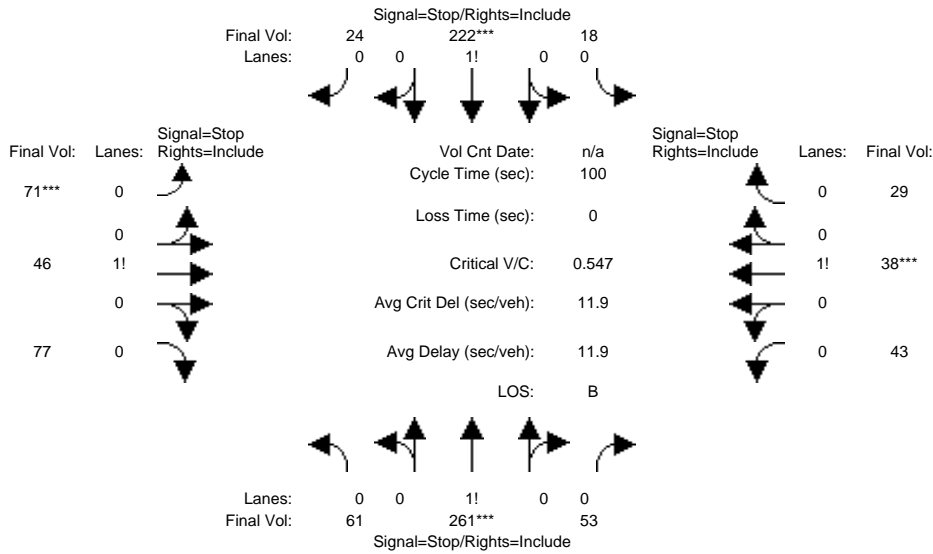 Signal=Stop/Rights=Include
Final Vol: 24 222*** 18
Lanes: 0 0 1! 0 0
Signal=Stop Signal=Stop
Final Vol: Lanes: Rights=Include Vol Cnt Date: n/a Rights=Include Lanes: Final Vol:
Cycle Time (sec): 100
71*** 0 0 29
Loss Time (sec): 0
0 0
46 1! Critical V/C: 0.547 1! 38***
0 Avg Crit Del (sec/veh): 11.9 0
77 0 Avg Delay (sec/veh): 11.9 0 43
LOS: B
Lanes: 0 0 1! 0 0
Final Vol: 61 261*** 53
Signal=Stop/Rights=Include